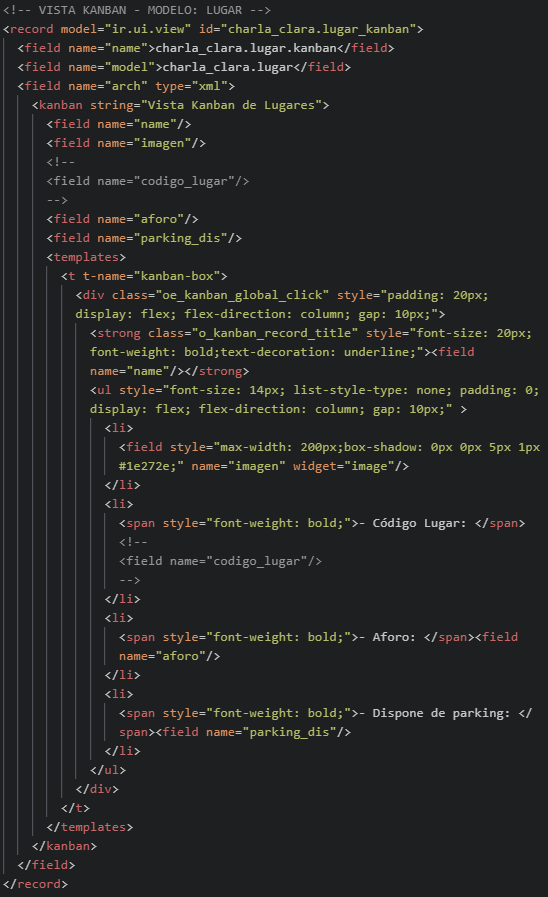 <!-- VISTA KANBAN - MODELO: LUGAR -->
<record model="ir.ui.view" id="charla_clara.lugar_kanban">
<field name="name">charla_clara.lugar.kanban</field>
<field name="model">charla_clara.lugar</field>
<field name="arch" type="xml">
<kanban string="Vista Kanban de Lugares">
<field name="name"/>
<field name="imagen"/>
<!--
<field name="codigo_lugar"/>
-->
<field name="aforo"/>
<field name="parking_dis"/>
<templates>
<t t-name="kanban-box">
<div class="oe_kanban_global_click" style="padding: 20px;
display: flex; flex-direction: column; gap: 10px;">
<strong class="o_kanban_record_title" style="font-size: 20px;
font-weight: bold;text-decoration: underline;"><field
name="name"/></strong>
<ul style="font-size: 14px; list-style-type: none; padding: 0;
display: flex; flex-direction: column; gap: 10px;" >
<li>
<field style="max-width: 200px;box-shadow: 0px 0px 5px 1px
#1e272e;" name="imagen" widget="image"/>
</li>
<li>
<span style="font-weight: bold;">- Código Lugar: </span>
<!--
<field name="codigo_lugar"/>
-->
</li>
<li>
<span style="font-weight: bold;">- Aforo: </span><field
name="aforo"/>
</li>
<li>
<span style="font-weight: bold;">- Dispone de parking: </
span><field name="parking_dis"/>
</li>
</ul>
</div>
</t>
</templates>
</kanban>
</field>
</record>